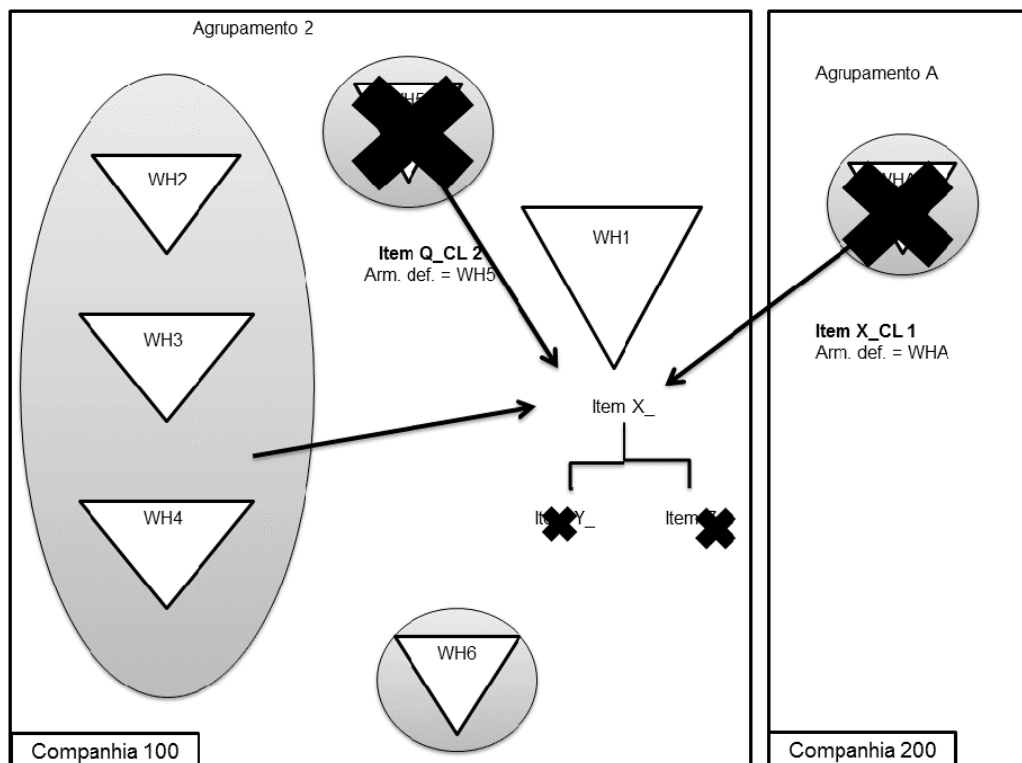 Agrupamento 2
Agrupamento A
WH2
WH3
WH4
Item Q_CL 2
Arm. def. = WH5
WH1
Item X_CL 1
Arm. def. = WHA
Item X_
WH6
Companhia 100
Companhia 200